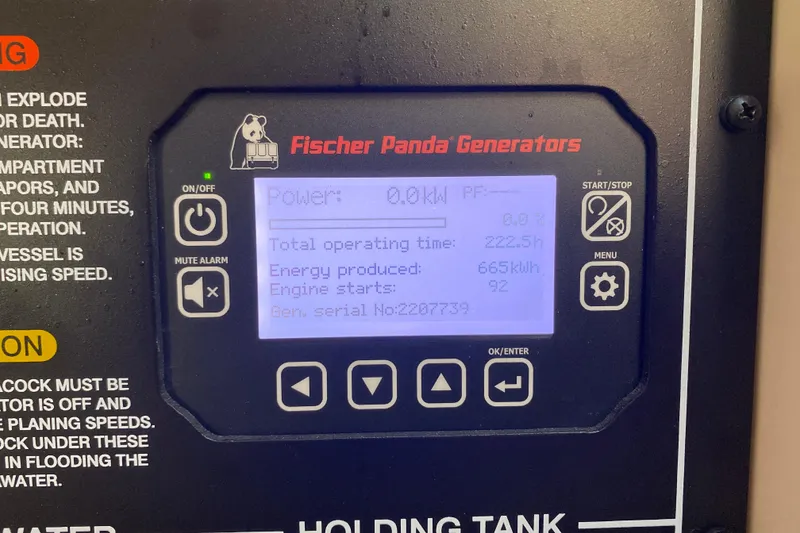 NG
EXPLODE
OR DEATH.
NERATOR:
MPARTMENT
APORS, AND
FOUR MINUTES,
PERATION.
VESSEL IS
ISING SPEED.
ON
ACOCK MUST BE
ATOR IS OFF AND
E PLANING SPEEDS.
OCK UNDER THESE
IN FLOODING THE
AWATER.
Fischer Panda® Generators
ON/OFF
START/STOP
MUTE ALARM
MENU
Power: 0.0kW PF:-----
0.0 %
Total operating time: 222.5h
Energy produced: 665kWh
Engine starts: 92
Gen. serial No:2207739
OK/ENTER
WATER
HOLDING TANK